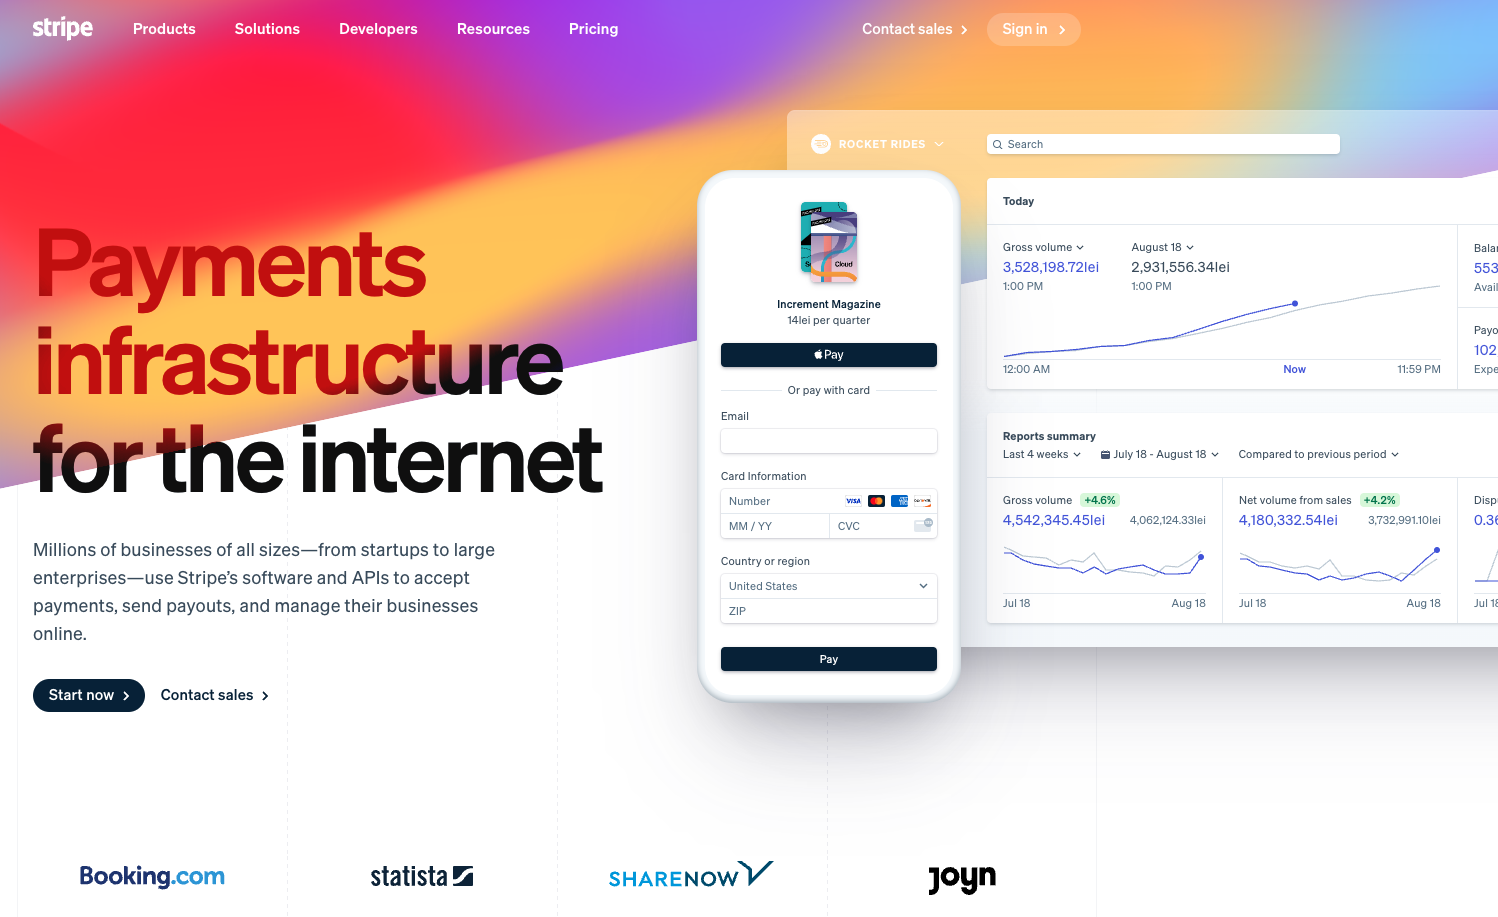 stripe
Products
Solutions
Developers
Resources
Pricing
Contact sales
Sign in
Payments
infrastructure
for the internet
Millions of businesses of all sizes—from startups to large
enterprises—use Stripe’s software and APIs to accept
payments, send payouts, and manage their businesses
online.
Start now
Contact sales
Cloud
Increment Magazine
14lei per quarter
Pay
Or pay with card
Email
Card Information
Number
VISA
MM / YY
CVC
Country or region
United States
ZIP
Pay
ROCKET RIDES
Search
Today
Gross volume
3,528,198.72lei
1:00 PM
August 18
2,931,556.34lei
1:00 PM
12:00 AM
Now
11:59 PM
Balan
553
Avail
Payo
102
Expe
Reports summary
Last 4 weeks
July 18 - August 18
Compared to previous period
Gross volume
+4.6%
4,542,345.45lei
4,062,124.33lei
Jul 18
Aug 18
Net volume from sales
+4.2%
4,180,332.54lei
3,732,991.10lei
Jul 18
Aug 18
Disp
0.36
Jul 18
Booking.com
statista
SHARE NOW
joyn